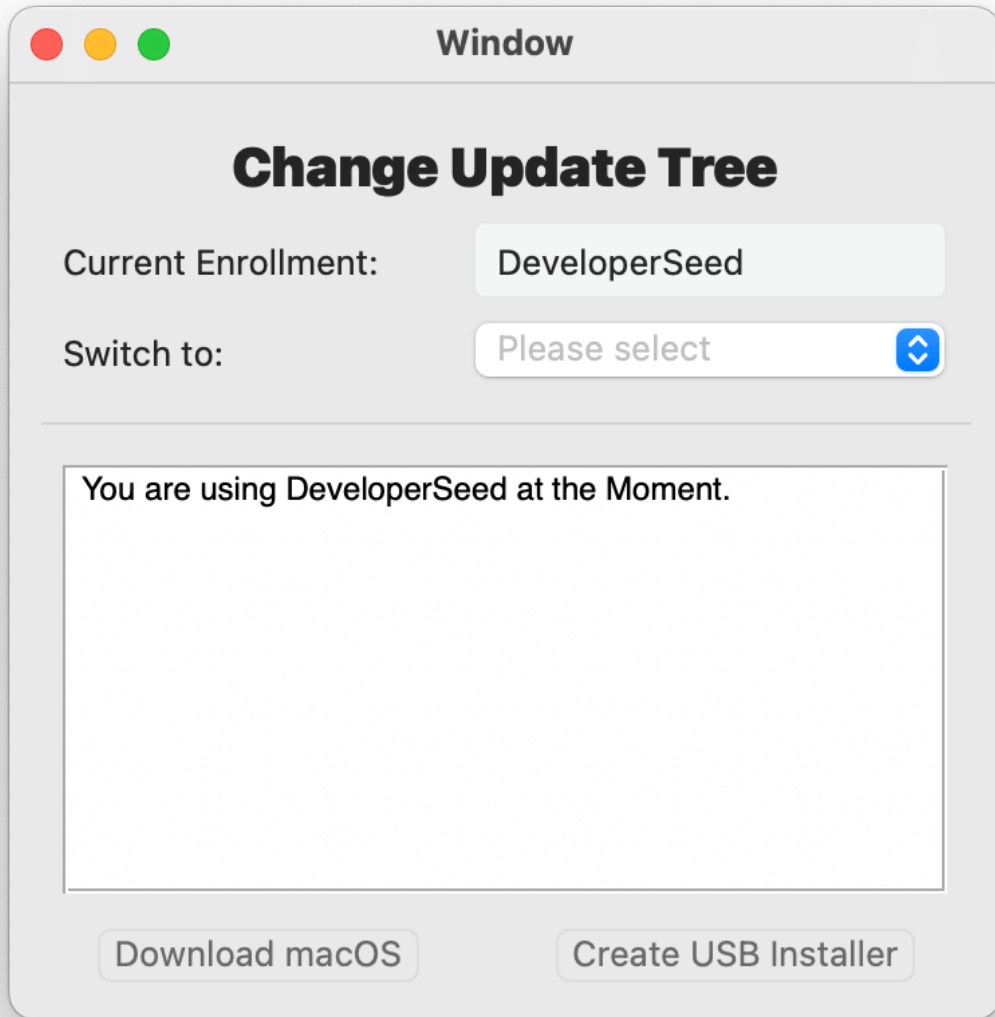 Window
Change Update Tree
Current Enrollment: DeveloperSeed
Switch to: Please select
You are using DeveloperSeed at the Moment.
Download macOS Create USB Installer